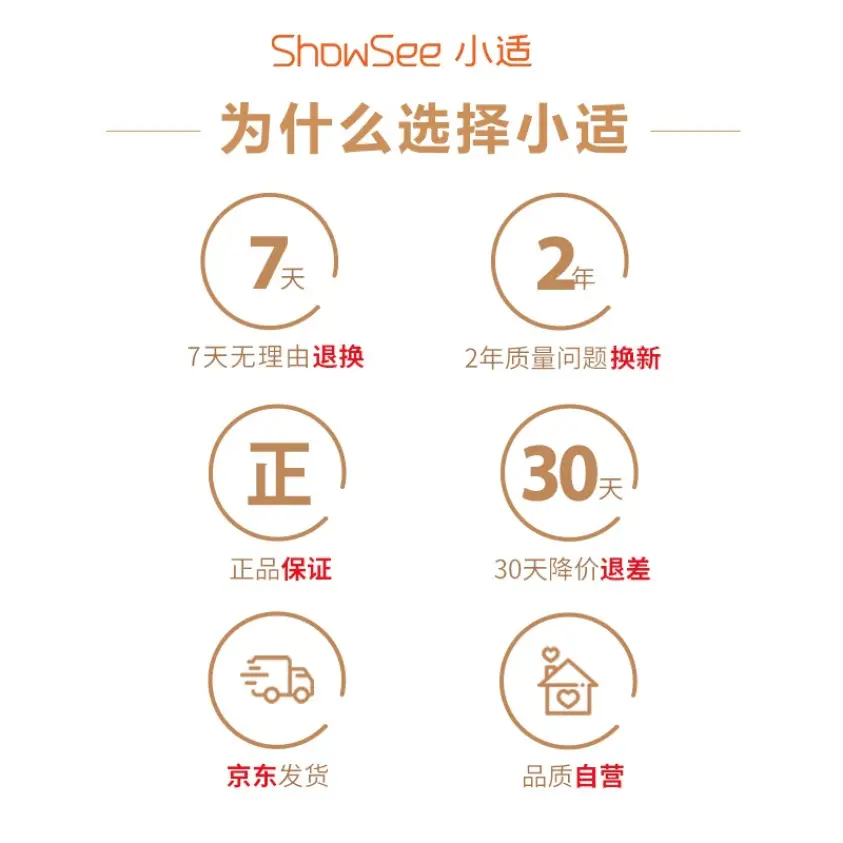 ShowSee 小适
为什么选择小适
7天
2年
7天无理由退换
2年质量问题换新
正
30天
正品保证
30天降价退差
京东发货
品质自营